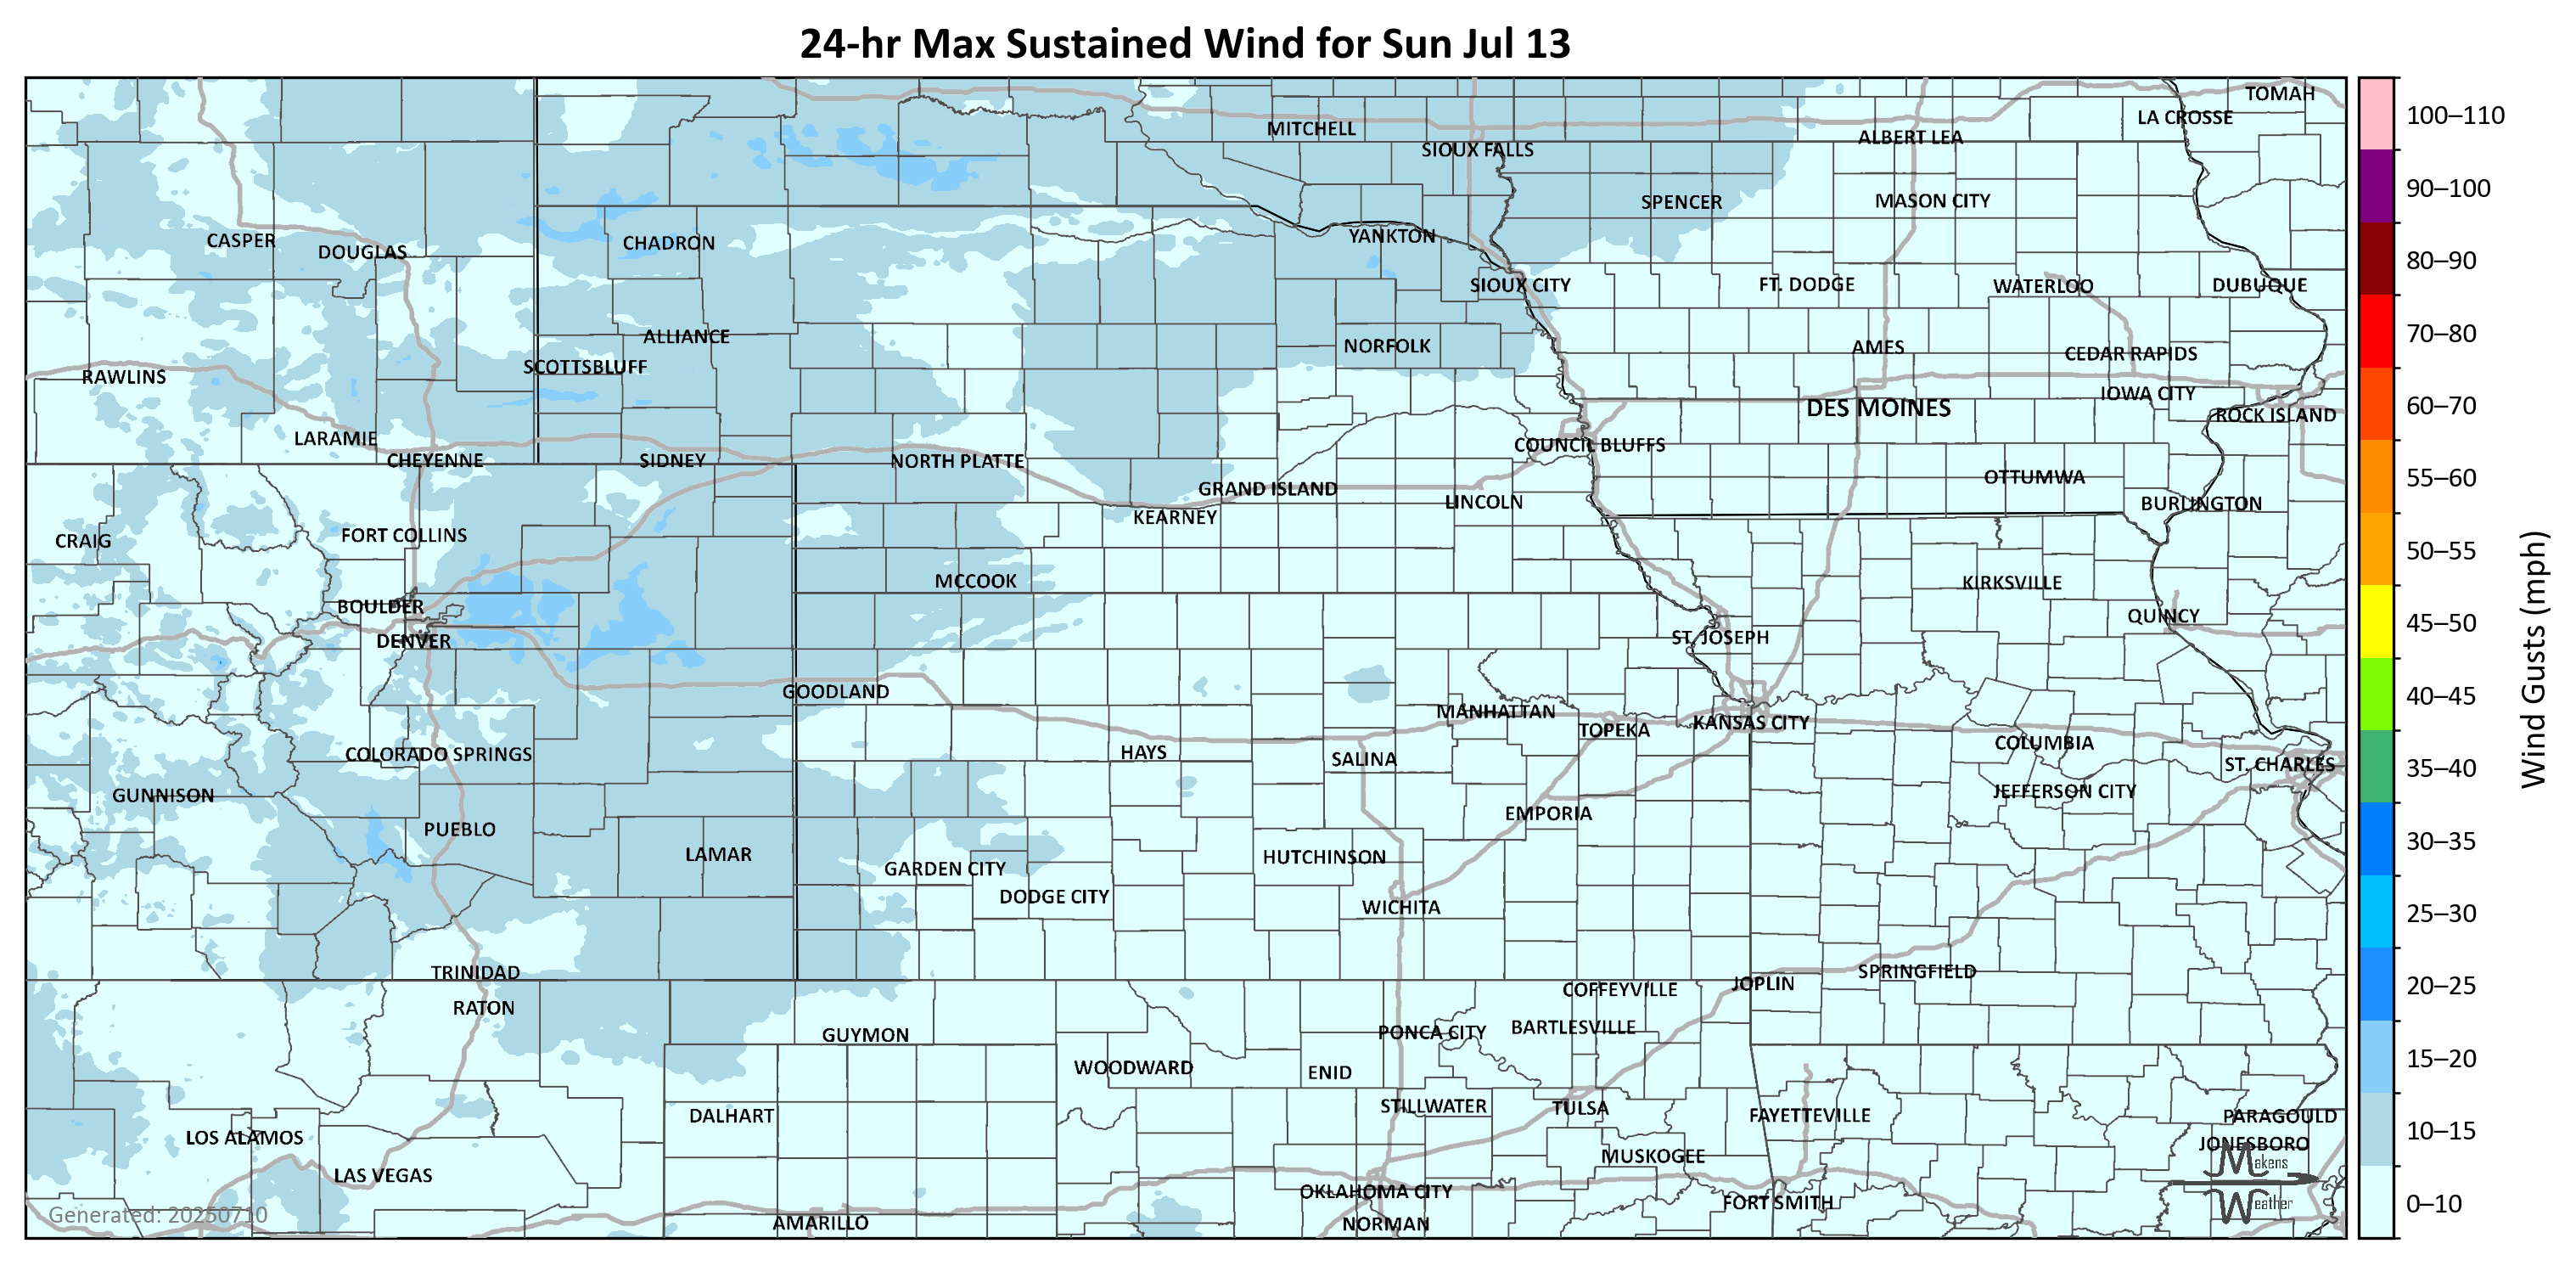 24-hr Max Sustained Wind for Sun Jul 13
TOMAH
LA CROSSE
MITCHELL
ALBERT LEA
SIOUX FALLS
SPENCER
MASON CITY
CASPER
DOUGLAS
CHADRON
YANKTON
SIOUX CITY
FT. DODGE
WATERLOO
DUBUQUE
ALLIANCE
NORFOLK
AMES
CEDAR RAPIDS
SCOTTSBLUFF
RAWLINS
IOWA CITY
DES MOINES
ROCK ISLAND
LARAMIE
COUNCIL BLUFFS
CHEYENNE
SIDNEY
NORTH PLATTE
OTTUMWA
GRAND ISLAND
LINCOLN
BURLINGTON
KEARNEY
FORT COLLINS
CRAIG
MCCOOK
KIRKSVILLE
BOULDER
QUINCY
DENVER
ST. JOSEPH
GOODLAND
MANHATTAN
TOPEKA
KANSAS CITY
COLORADO SPRINGS
HAYS
SALINA
COLUMBIA
ST. CHARLES
GUNNISON
JEFFERSON CITY
EMPORIA
PUEBLO
LAMAR
HUTCHINSON
GARDEN CITY
DODGE CITY
WICHITA
TRINIDAD
SPRINGFIELD
JOPLIN
COFFEYVILLE
RATON
GUYMON
PONCA CITY
BARTLESVILLE
WOODWARD
ENID
STILLWATER
TULSA
DALHART
FAYETTEVILLE
PARAGOULD
LOS ALAMOS
JONESBORO
MUSKOGEE
LAS VEGAS
OKLAHOMA CITY
FORT SMITH
AMARILLO
NORMAN
Generated: 20250710
Makens
Weather
100–110
90–100
80–90
70–80
60–70
55–60
50–55
45–50
40–45
35–40
30–35
25–30
20–25
15–20
10–15
0–10
Wind Gusts (mph)